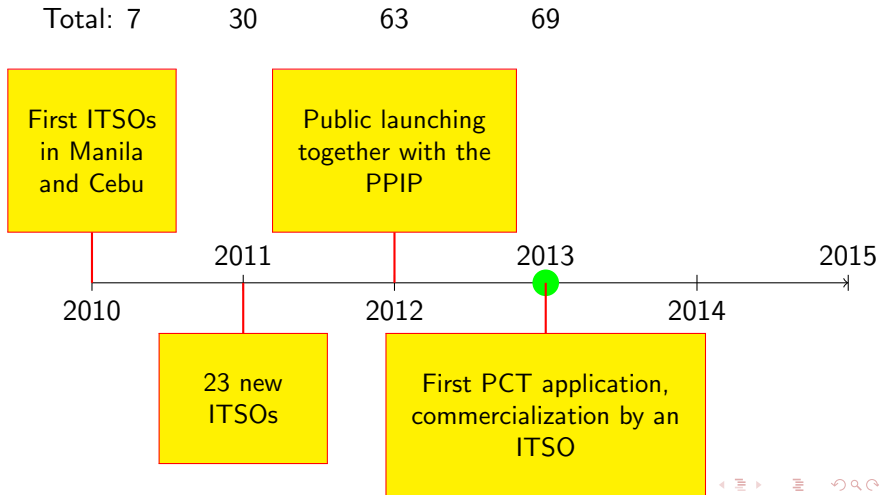 Total: 7 30 63 69
First ITSOs
in Manila
and Cebu
Public launching
together with the
PPIP
2011 2013 2015
2010 2012 2014
23 new
ITSOs
First PCT application,
commercialization by an
ITSO